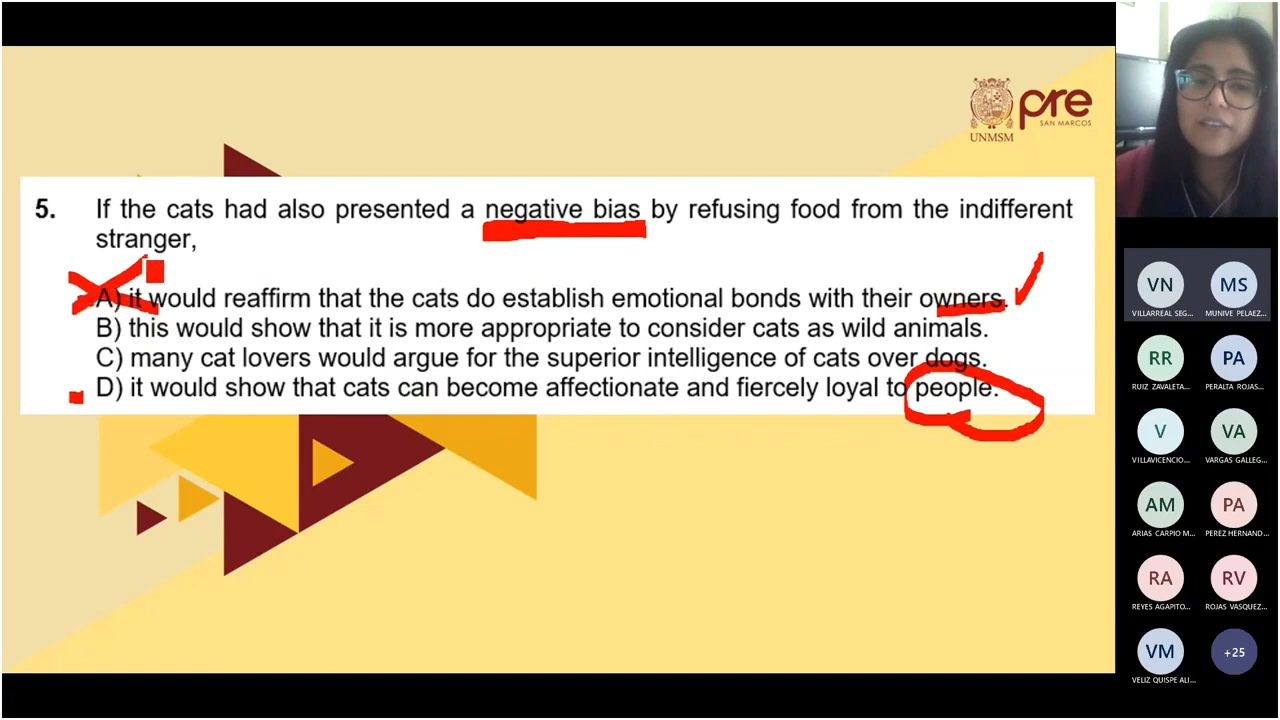 pre
SAN MARCOS
UNMSM
5. If the cats had also presented a negative bias by refusing food from the indifferent
stranger,
A) it would reaffirm that the cats do establish emotional bonds with their owners.
B) this would show that it is more appropriate to consider cats as wild animals.
C) many cat lovers would argue for the superior intelligence of cats over dogs.
D) it would show that cats can become affectionate and fiercely loyal to people.
VN MS
VILLARREAL SEG... MUNIVE PELAEZ...
RR PA
RUIZ ZAVALETA... PERALTA ROJAS...
V VA
VILLAVICENCIO... VARGAS GALLEG...
AM PA
ARIAS CARPIO M... PEREZ HERNAND...
RA RV
REYES AGAPITO... ROJAS VASQUEZ...
VM +25
VELIZ QUISPE ALI...